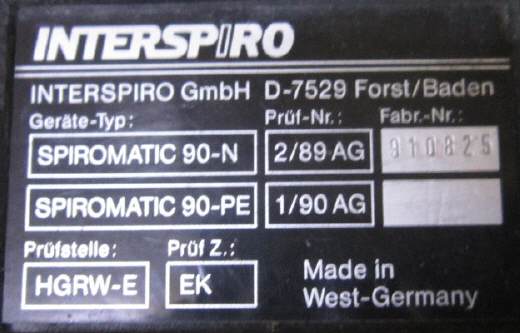 INTERSPIRO
INTERSPIRO GmbH D-7529 Forst/Baden
Geräte-Typ: Prüf-Nr.: Fabr.-Nr.:
SPIROMATIC 90-N 2/89 AG 910825
SPIROMATIC 90-PE 1/90 AG
Prüfstelle: Prüf Z.:
HGRW-E EK
Made in
West-Germany